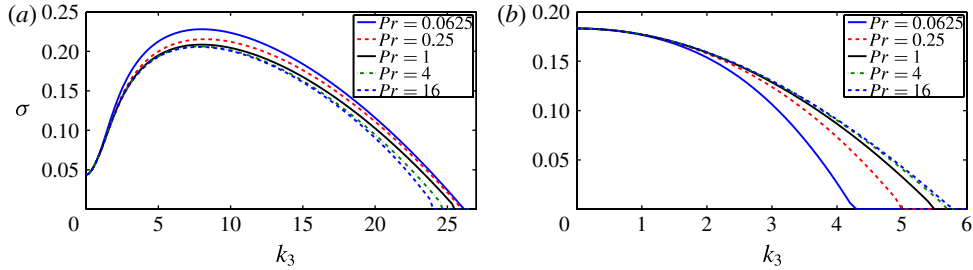 (a)
0.25
0.20
0.15
0.10
0.05
σ
0
5
10
15
20
25
k3
Pr = 0.0625
Pr = 0.25
Pr = 1
Pr = 4
Pr = 16
(b)
0.20
0.15
0.10
0.05
0
1
2
3
4
5
6
k3
Pr = 0.0625
Pr = 0.25
Pr = 1
Pr = 4
Pr = 16